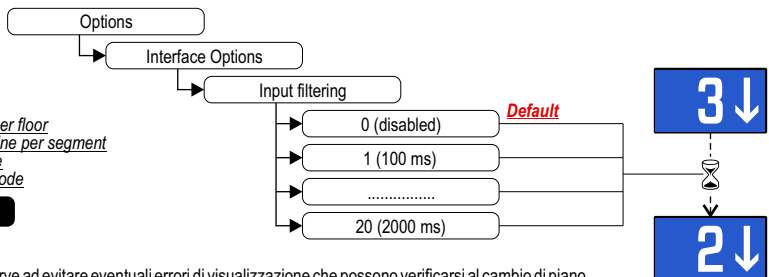 Options
Interface Options
Input filtering
0 (disabled)
Default
1 (100 ms)
................
20 (2000 ms)
er floor
ine per segment
ode
3↓
2↓
rve ad evitare eventuali errori di visualizzazione che possono verificarsi al cambio di piano